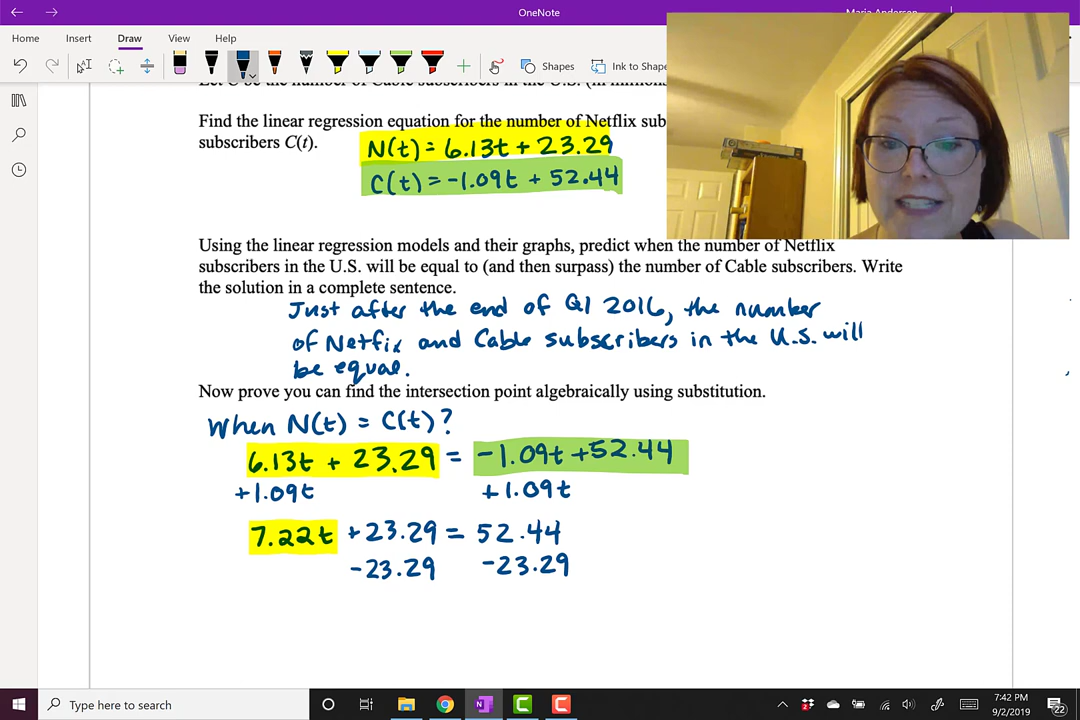 OneNote
Maria Andersen
Home
Insert
Draw
View
Help
Shapes
Ink to Shape
Find the linear regression equation for the number of Netflix sub
subscribers C(t).
N(t) = 6.13t + 23.29
C(t) = -1.09t + 52.44
Using the linear regression models and their graphs, predict when the number of Netflix
subscribers in the U.S. will be equal to (and then surpass) the number of Cable subscribers. Write
the solution in a complete sentence.
Just after the end of Q1 2016, the number
of Netfix and Cable subscribers in the U.S. will
be equal.
Now prove you can find the intersection point algebraically using substitution.
When N(t) = C(t)?
6.13t + 23.29 = -1.09t + 52.44
+1.09t +1.09t
7.22t + 23.29 = 52.44
-23.29 -23.29
Type here to search
7:42 PM
9/2/2019
22